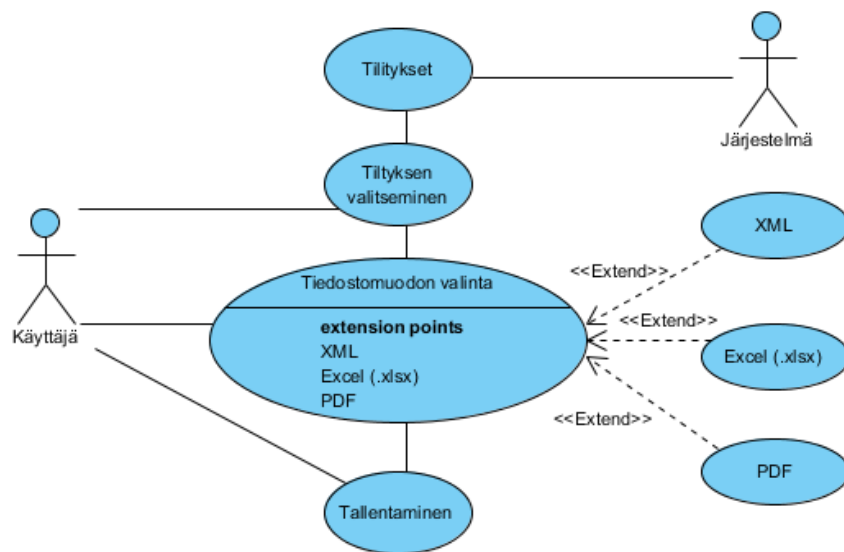 Tilitykset
Järjestelmä
Tiltyksen
valitseminen
XML
<<Extend>>
Tiedostomuodon valinta
<<Extend>>
extension points
XML
Excel (.xlsx)
PDF
Käyttäjä
Excel (.xlsx)
<<Extend>>
PDF
Tallentaminen